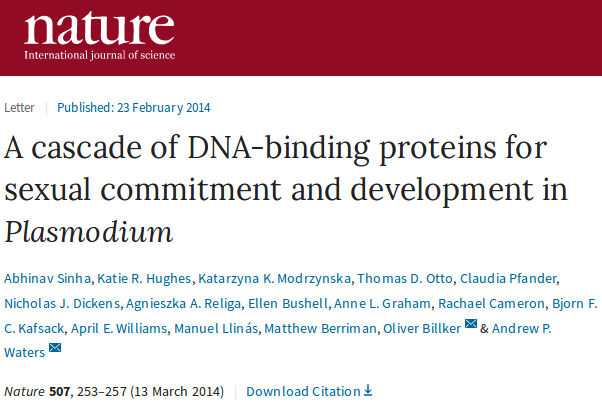 nature
International journal of science
Letter | Published: 23 February 2014
A cascade of DNA-binding proteins for
sexual commitment and development in
Plasmodium
Abhinav Sinha, Katie R. Hughes, Katarzyna K. Modrzynska, Thomas D. Otto, Claudia Pfander,
Nicholas J. Dickens, Agnieszka A. Religa, Ellen Bushell, Anne L. Graham, Rachael Cameron, Bjorn F.
C. Kafsack, April E. Williams, Manuel Llinás, Matthew Berriman, Oliver Billker & Andrew P.
Waters
Nature 507, 253–257 (13 March 2014) | Download Citation